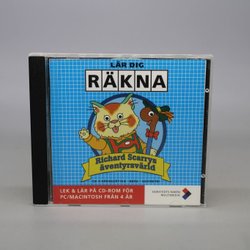 LÄR DIG
RÄKNA
Richard Scarrys
äventyrsvärld
LEK & LÄR PÅ CD-ROM FÖR
PC/MACINTOSH FRÅN 4 ÅR